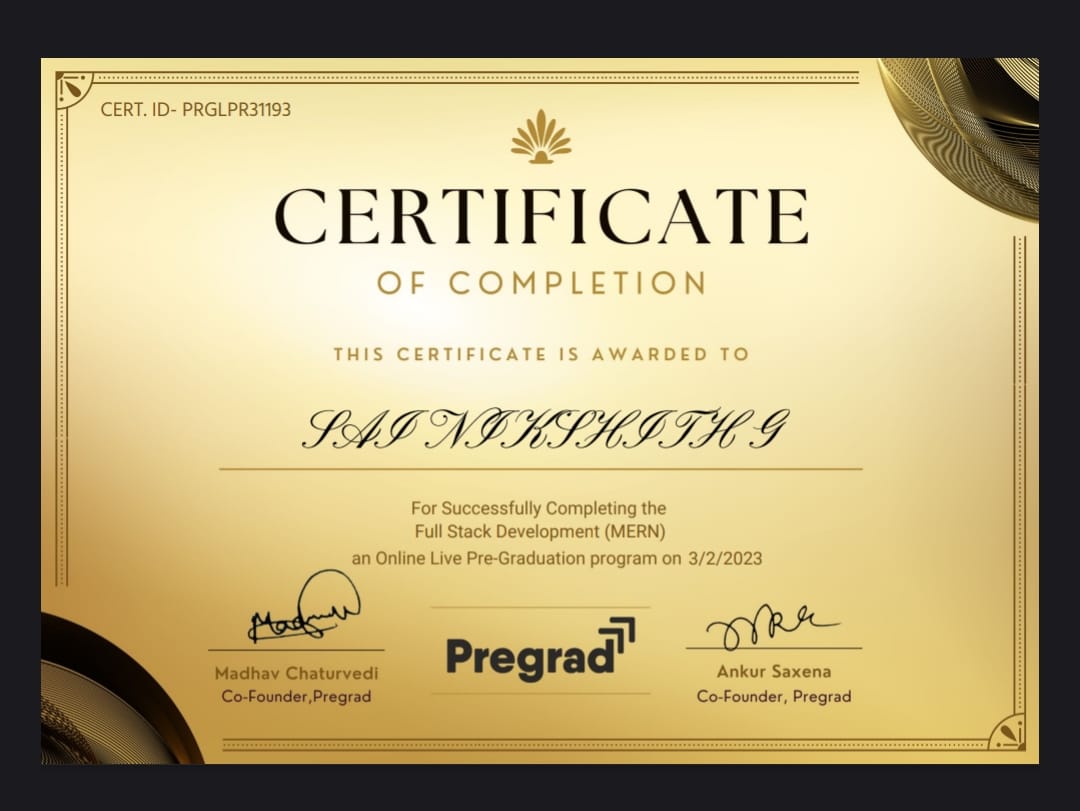 CERT. ID- PRGLPR31193
CERTIFICATE
OF COMPLETION
THIS CERTIFICATE IS AWARDED TO
SAI NIKSHITH G
For Successfully Completing the
Full Stack Development (MERN)
an Online Live Pre-Graduation program on 3/2/2023
Pregrad
Madhav Chaturvedi
Co-Founder,Pregrad
Ankur Saxena
Co-Founder, Pregrad